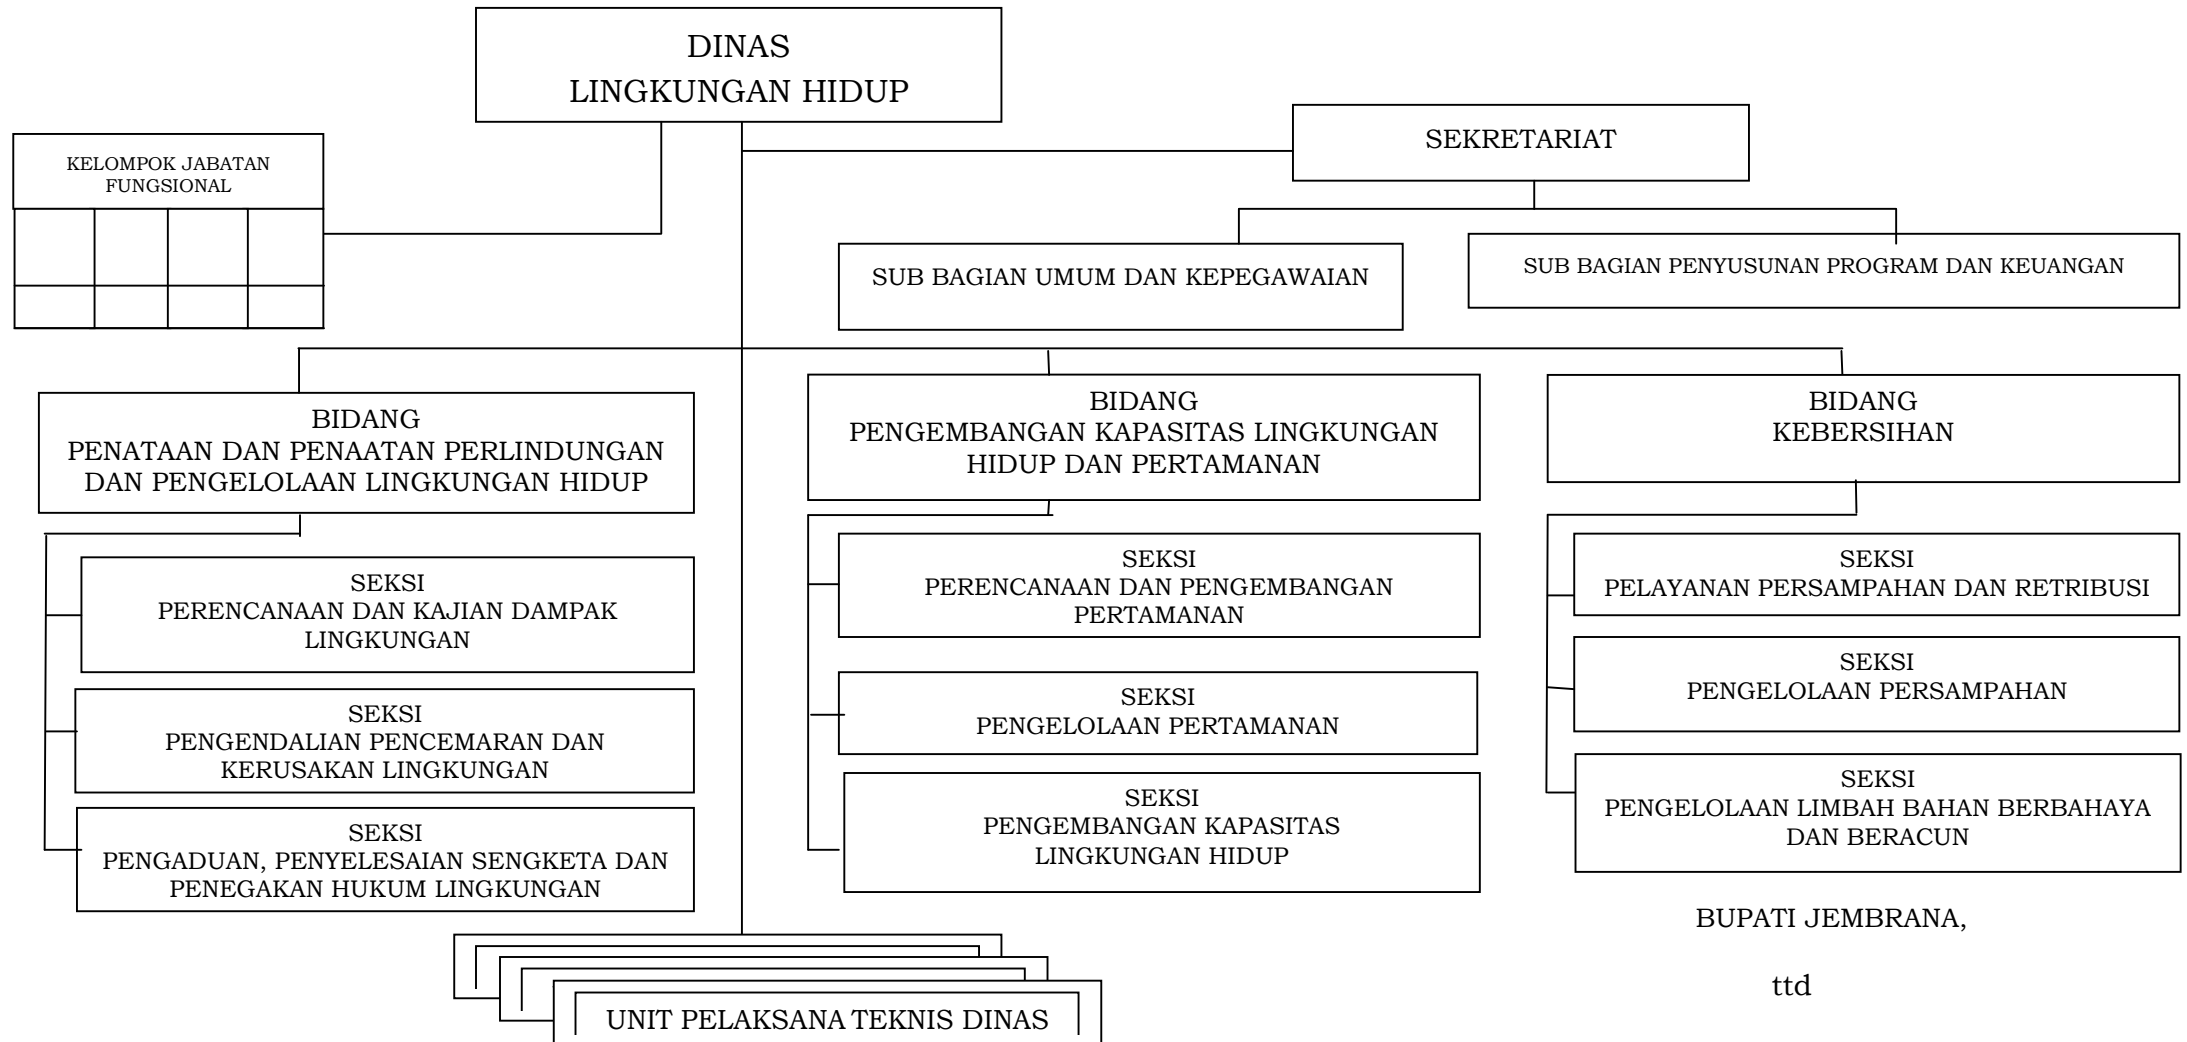 DINAS
LINGKUNGAN HIDUP
SEKRETARIAT
KELOMPOK JABATAN
FUNGSIONAL
SUB BAGIAN UMUM DAN KEPEGAWAIAN
SUB BAGIAN PENYUSUNAN PROGRAM DAN KEUANGAN
BIDANG
PENATAAN DAN PENAATAN PERLINDUNGAN
DAN PENGELOLAAN LINGKUNGAN HIDUP
SEKSI
PERENCANAAN DAN KAJIAN DAMPAK
LINGKUNGAN
SEKSI
PENGENDALIAN PENCEMARAN DAN
KERUSAKAN LINGKUNGAN
SEKSI
PENGADUAN, PENYELESAIAN SENGKETA DAN
PENEGAKAN HUKUM LINGKUNGAN
BIDANG
PENGEMBANGAN KAPASITAS LINGKUNGAN
HIDUP DAN PERTAMANAN
SEKSI
PERENCANAAN DAN PENGEMBANGAN
PERTAMANAN
SEKSI
PENGELOLAAN PERTAMANAN
SEKSI
PENGEMBANGAN KAPASITAS
LINGKUNGAN HIDUP
BIDANG
KEBERSIHAN
SEKSI
PELAYANAN PERSAMPAHAN DAN RETRIBUSI
SEKSI
PENGELOLAAN PERSAMPAHAN
SEKSI
PENGELOLAAN LIMBAH BAHAN BERBAHAYA
DAN BERACUN
UNIT PELAKSANA TEKNIS DINAS
BUPATI JEMBRANA,
ttd